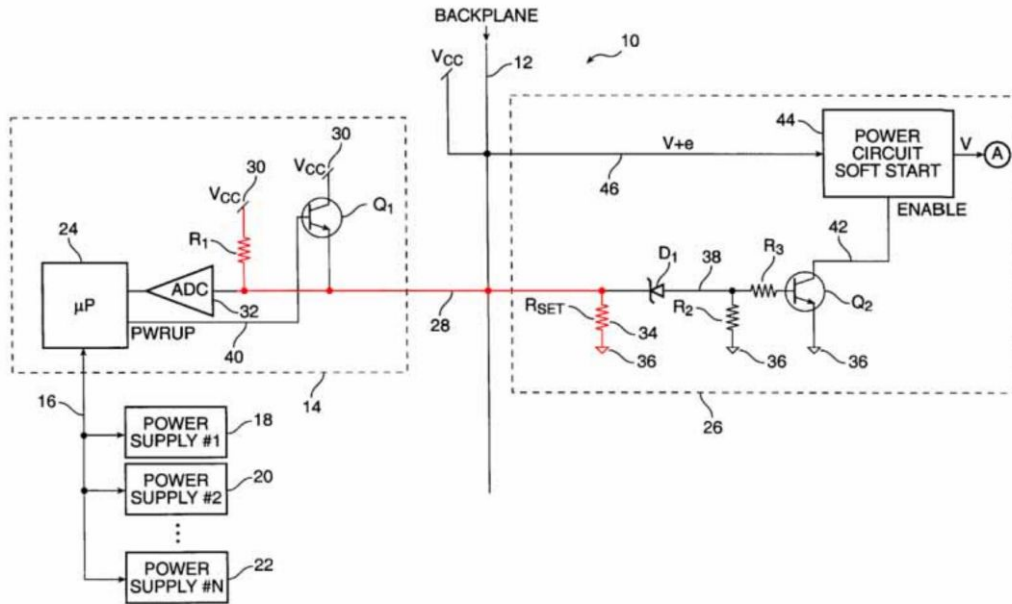 BACKPLANE
10
VCC
12
44
POWER
CIRCUIT
SOFT START
V
A
V+e
46
ENABLE
30
VCC
30
VCC
Q1
R1
24
μP
ADC
32
PWRUP
40
28
14
42
D1
38
R3
Q2
RSET
34
R2
36
36
36
26
16
POWER
SUPPLY #1
18
POWER
SUPPLY #2
20
POWER
SUPPLY #N
22